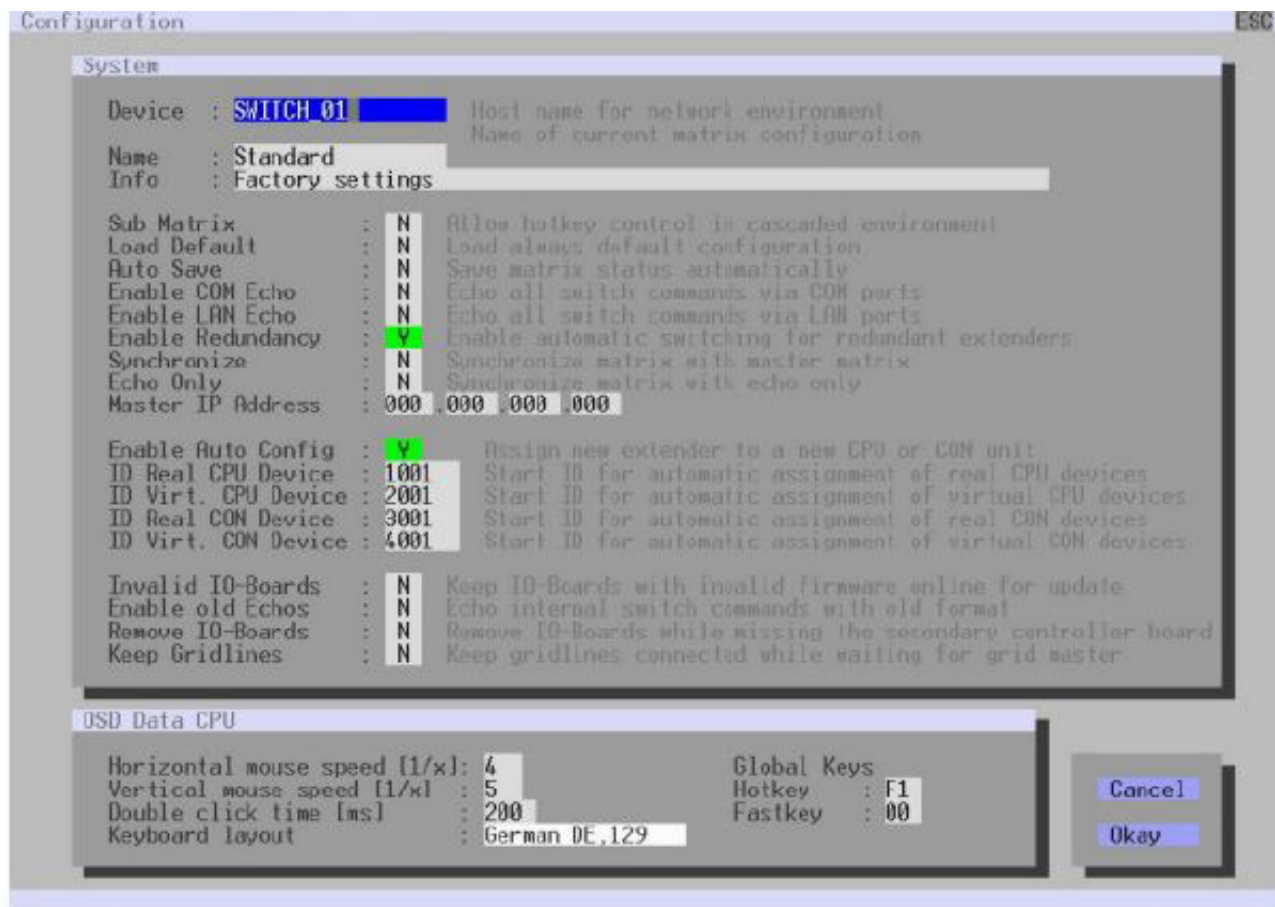 Configuration ESC
System
Device : SWITCH_01 Host name for network environment
Name of current matrix configuration
Name : Standard
Info : Factory settings
Sub Matrix : N Allow hotkey control in cascaded environment
Load Default : N Load always default configuration
Auto Save : N Save matrix status automatically
Enable COM Echo : N Echo all switch commands via COM ports
Enable LAN Echo : N Echo all switch commands via LAN ports
Enable Redundancy : Y Enable automatic switching for redundant extenders
Synchronize : N Synchronize matrix with master matrix
Echo Only : N Synchronize matrix with echo only
Master IP Address : 000 .000 .000 .000
Enable Auto Config : Y Assign new extender to a new CPU or CON unit
ID Real CPU Device : 1001 Start ID for automatic assignment of real CPU devices
ID Virt. CPU Device : 2001 Start ID for automatic assignment of virtual CPU devices
ID Real CON Device : 3001 Start ID for automatic assignment of real CON devices
ID Virt. CON Device : 4001 Start ID for automatic assignment of virtual CON devices
Invalid IO-Boards : N Keep IO-Boards with invalid firmware online for update
Enable old Echos : N Echo internal switch commands with old format
Remove IO-Boards : N Remove IO-Boards while missing the secondary controller board
Keep Gridlines : N Keep gridlines connected while waiting for grid master
OSD Data CPU
Horizontal mouse speed [1/x]: 4 Global Keys
Vertical mouse speed [1/x] : 5 Hotkey : F1
Double click time [ms] : 200 Fastkey : 00
Keyboard layout : German DE,129
Cancel
Okay